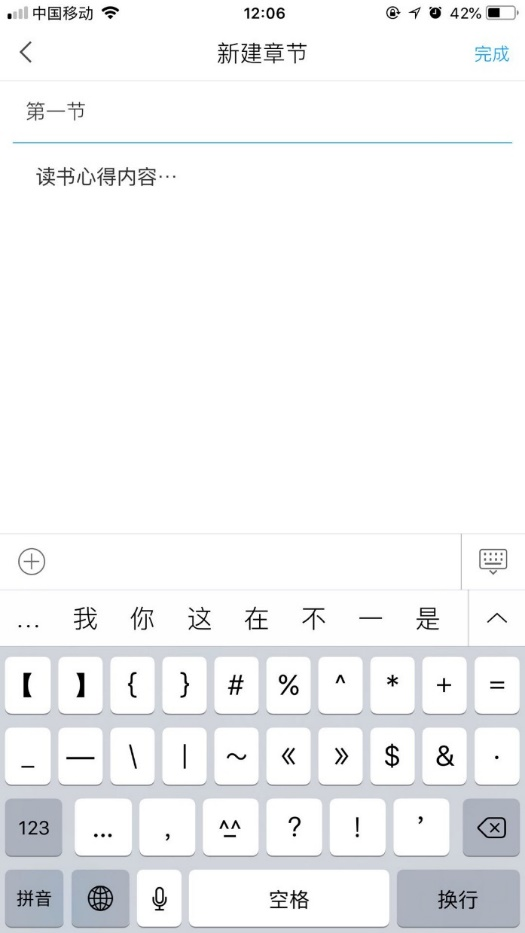 中国移动 12:06 42%
新建章节 完成
第一节
读书心得内容…
… 我 你 这 在 不 一 是
【 】 { } # % ^ * + =
_ — \ | ～ 《 》 $ & ·
123 … , ^_^ ? ! ’
拼音 空格 换行